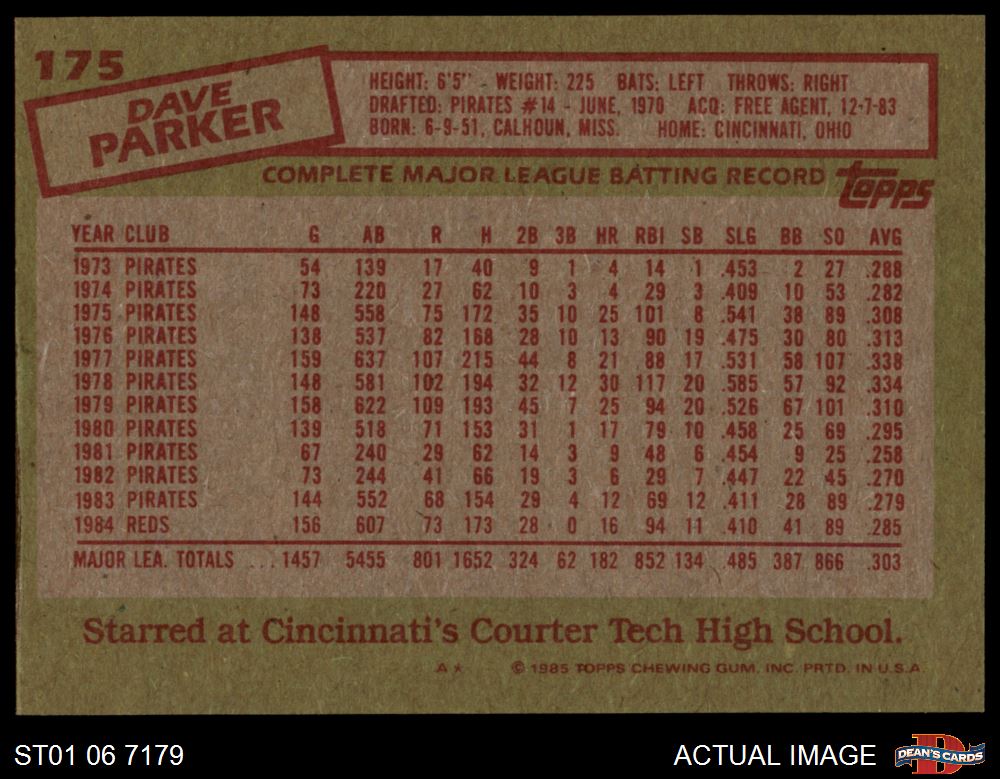 175
DAVE
PARKER
HEIGHT: 6'5" - WEIGHT: 225 BATS: LEFT THROWS: RIGHT
DRAFTED: PIRATES #14 - JUNE, 1970 ACQ: FREE AGENT, 12-7-83
BORN: 6-9-51, CALHOUN, MISS. HOME: CINCINNATI, OHIO
COMPLETE MAJOR LEAGUE BATTING RECORD topps
YEAR CLUB G AB R H 2B 3B HR RBI SB SLG BB SO AVG
1973 PIRATES 54 139 17 40 9 1 4 14 1 .453 2 27 .288
1974 PIRATES 73 220 27 62 10 3 4 29 3 .409 10 53 .282
1975 PIRATES 148 558 75 172 35 10 25 101 8 .541 38 89 .308
1976 PIRATES 138 537 82 168 28 10 13 90 19 .475 30 80 .313
1977 PIRATES 159 637 107 215 44 8 21 88 17 .531 58 107 .338
1978 PIRATES 148 581 102 194 32 12 30 117 20 .585 57 92 .334
1979 PIRATES 158 622 109 193 45 7 25 94 20 .526 67 101 .310
1980 PIRATES 139 518 71 153 31 1 17 79 10 .458 25 69 .295
1981 PIRATES 67 240 29 62 14 3 9 48 6 .454 9 25 .258
1982 PIRATES 73 244 41 66 19 3 6 29 7 .447 22 45 .270
1983 PIRATES 144 552 68 154 29 4 12 69 12 .411 28 89 .279
1984 REDS 156 607 73 173 28 0 16 94 11 .410 41 89 .285
MAJOR LEA. TOTALS ... 1457 5455 801 1652 324 62 182 852 134 .485 387 866 .303
Starred at Cincinnati's Courter Tech High School.
A★ © 1985 TOPPS CHEWING GUM, INC. PRTD. IN U.S.A.
ST01 06 7179 ACTUAL IMAGE DEAN'S CARDS